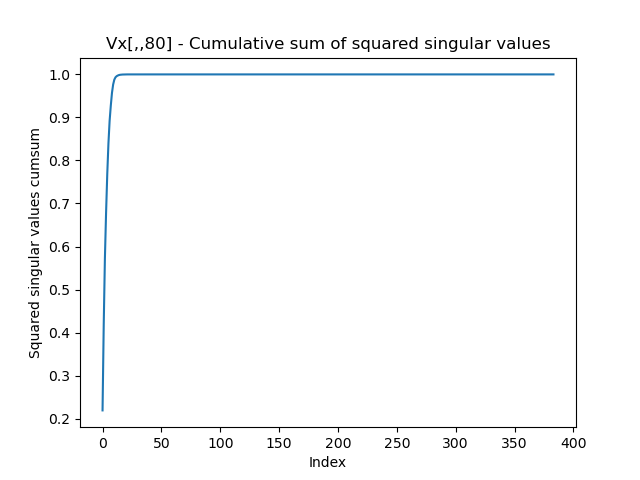 Vx[,,80] - Cumulative sum of squared singular values
1.0
0.9
0.8
0.7
0.6
0.5
0.4
0.3
0.2
Squared singular values cumsum
0 50 100 150 200 250 300 350 400
Index